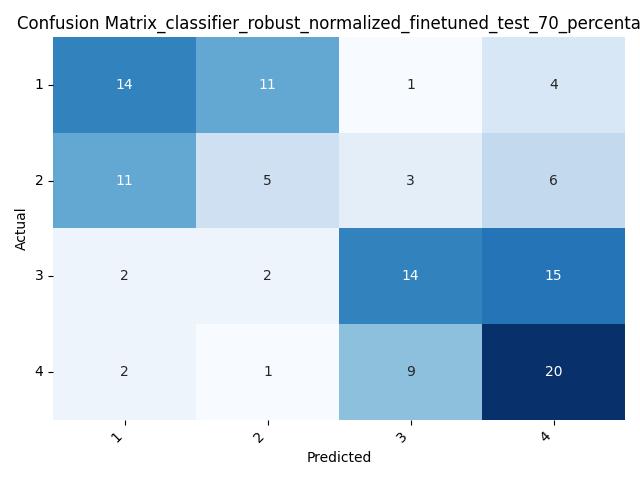 Confusion Matrix_classifier_robust_normalized_finetuned_test_70_percenta
1 14 11 1 4
2 11 5 3 6
3 2 2 14 15
4 2 1 9 20
Actual
1 2 3 4
Predicted